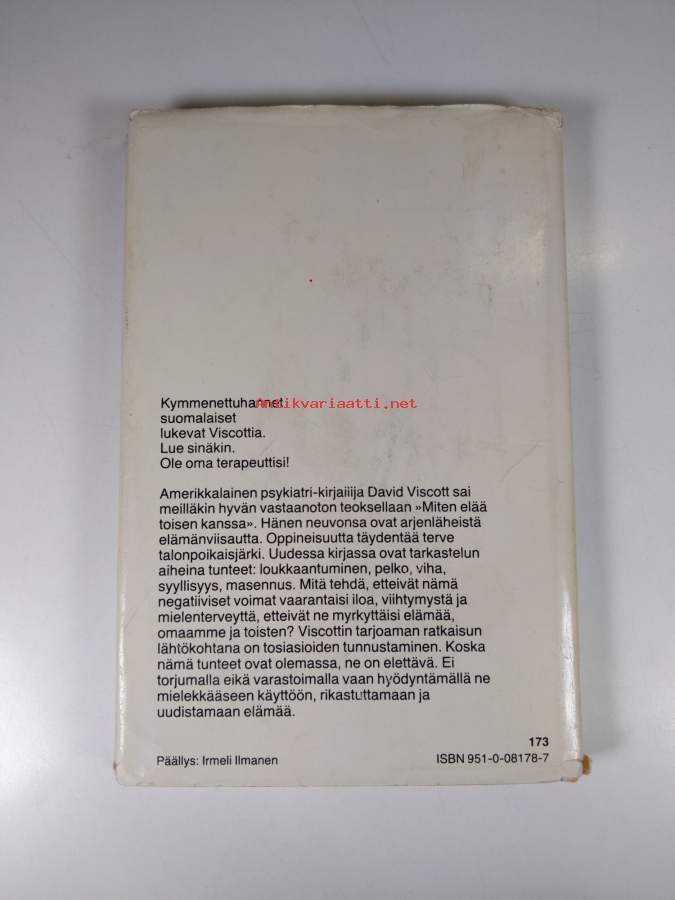 Kymmenettuhannet
Antikvariaatti.net
suomalaiset
lukevat Viscottia.
Lue sinäkin.
Ole oma terapeuttisi!
Amerikkalainen psykiatri-kirjailija David Viscott sai
meilläkin hyvän vastaanoton teoksellaan »Miten elää
toisen kanssa». Hänen neuvonsa ovat arjenläheistä
elämänviisautta. Oppineisuutta täydentää terve
talonpoikaisjärki. Uudessa kirjassa ovat tarkastelun
aiheina tunteet: loukkaantuminen, pelko, viha,
syyllisyys, masennus. Mitä tehdä, etteivät nämä
negatiiviset voimat vaarantaisi iloa, viihtymystä ja
mielenterveyttä, etteivät ne myrkyttäisi elämää,
omaamme ja toisten? Viscottin tarjoaman ratkaisun
lähtökohtana on tosiasioiden tunnustaminen. Koska
nämä tunteet ovat olemassa, ne on elettävä. Ei
torjumalla eikä varastoimalla vaan hyödyntämällä ne
mielekkääseen käyttöön, rikastuttamaan ja
uudistamaan elämää.
173
Päällys: Irmeli Ilmanen
ISBN 951-0-08178-7